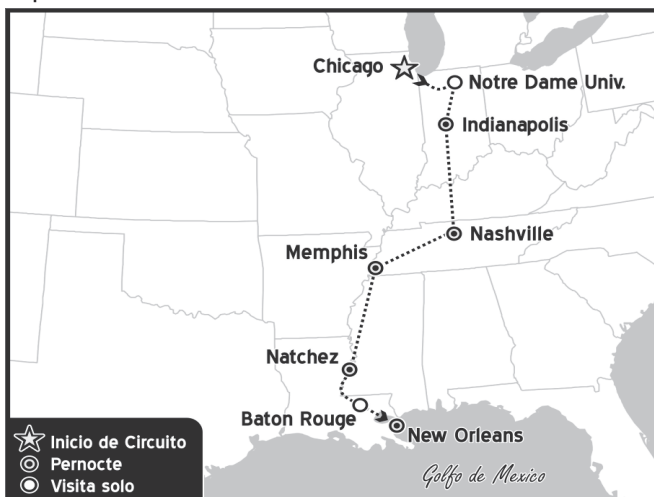 Chicago
Notre Dame Univ.
Indianapolis
Nashville
Memphis
Natchez
Baton Rouge
New Orleans
Inicio de Circuito
Pernocte
Visita solo
Golfo de Mexico